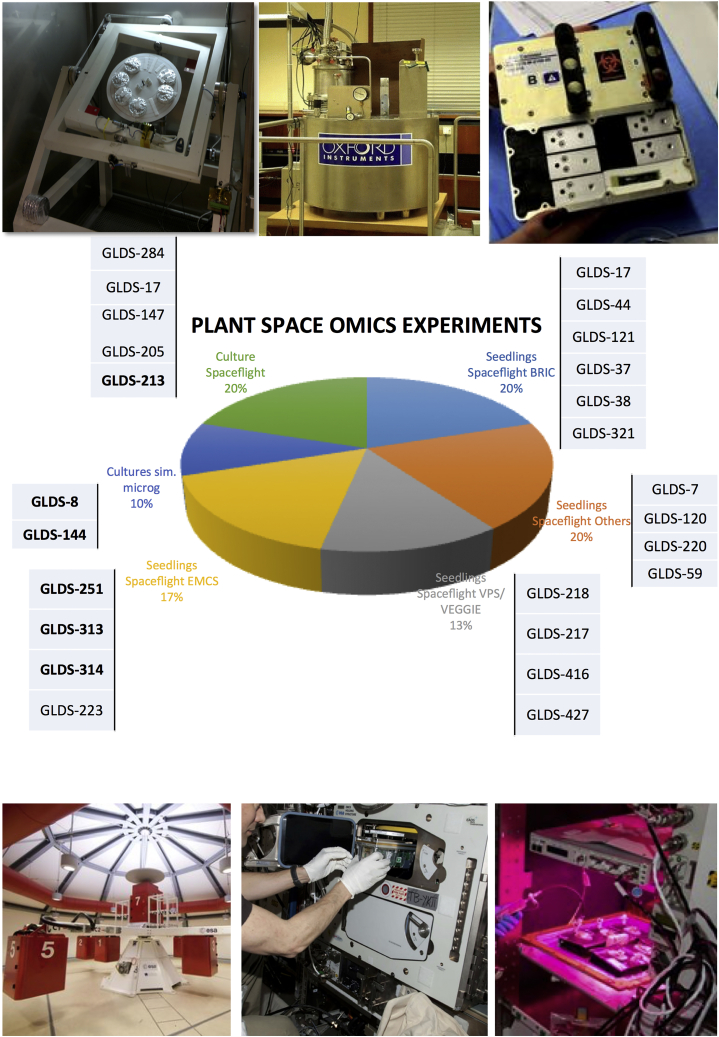 OXFORD
INSTRUMENTS
B
GLDS-284
GLDS-17
GLDS-147
GLDS-205
GLDS-213
PLANT SPACE OMICS EXPERIMENTS
Culture
Spaceflight
20%
Seedlings
Spaceflight BRIC
20%
GLDS-17
GLDS-44
GLDS-121
GLDS-37
GLDS-38
GLDS-321
Cultures sim.
microg
10%
GLDS-8
GLDS-144
Seedlings
Spaceflight Others
20%
GLDS-7
GLDS-120
GLDS-220
GLDS-59
Seedlings
Spaceflight EMCS
17%
GLDS-251
GLDS-313
GLDS-314
GLDS-223
Seedlings
Spaceflight VPS/
VEGGIE
13%
GLDS-218
GLDS-217
GLDS-416
GLDS-427
7
esa
esa
5
5
2
1
esa